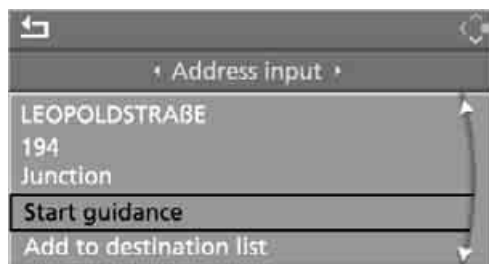 Address input
LEOPOLDSTRAßE
194
Junction
Start guidance
Add to destination list